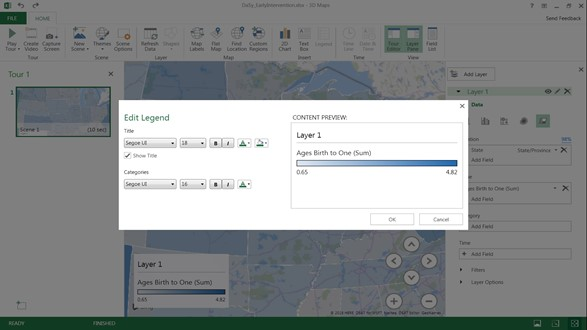 Da3y_EarlyIntervention.xlsx - 3D Maps
FILE
HOME
Send Feedback
Play Tour
Create Video
Capture Screen
New Scene
Themes
Scene Options
Refresh Data
Shapes
Map Labels
Flat Map
Find Location
Custom Regions
2D Chart
Text Box
Legend
Time Line
Date & Time
Tour Editor
Layer Pane
Field List
Tour
Scene
Layer
Map
Insert
Time
View
Tour 1
1
Scene 1
(10 sec)
Add Layer
Layer 1
Data
State
State/Province
Add Field
Ages Birth to One (Sum)
Add Field
Add Field
Time
Add Field
Filters
Layer Options
Edit Legend
Title
Segoe UI
18
B
I
A
Show Title
Categories
Segoe UI
16
B
I
A
CONTENT PREVIEW:
Layer 1
Ages Birth to One (Sum)
0.65
4.82
OK
Cancel
Layer 1
Ages Birth to One (Sum)
0.65
4.82
READY
FINISHED